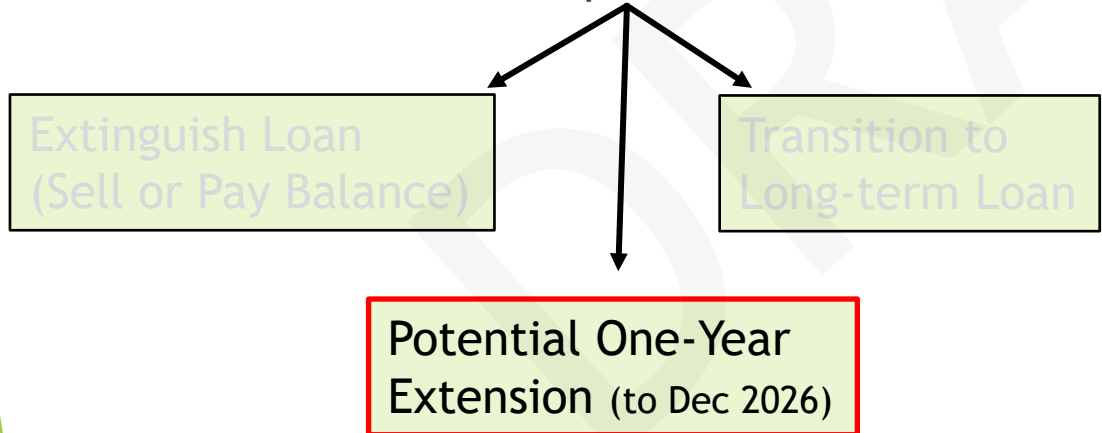 Extinguish Loan
(Sell or Pay Balance)
Transition to
Long-term Loan
Potential One-Year
Extension (to Dec 2026)